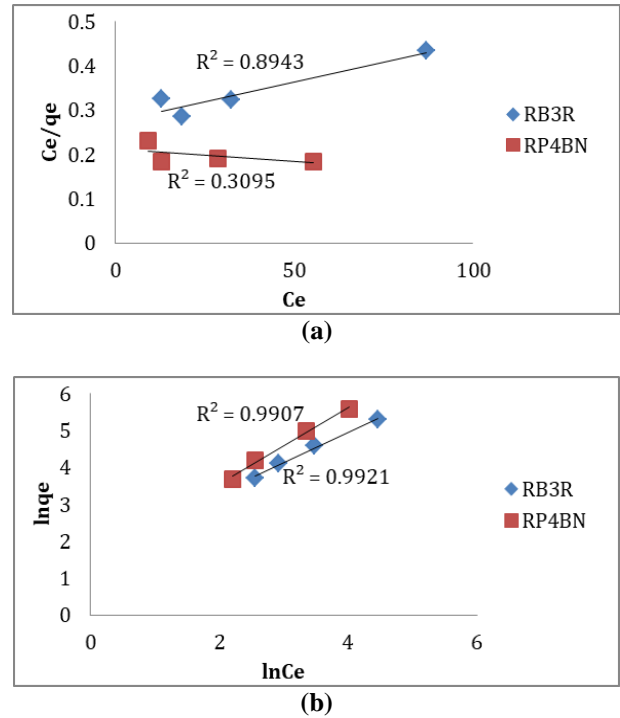 0.5
0.4
0.3
0.2
0.1
0
Ce/qe
R² = 0.8943
R² = 0.3095
RB3R
RP4BN
0 50 100
Ce
(a)
6
5
4
3
2
1
0
lnqe
R² = 0.9907
R² = 0.9921
RB3R
RP4BN
0 2 4 6
lnCe
(b)